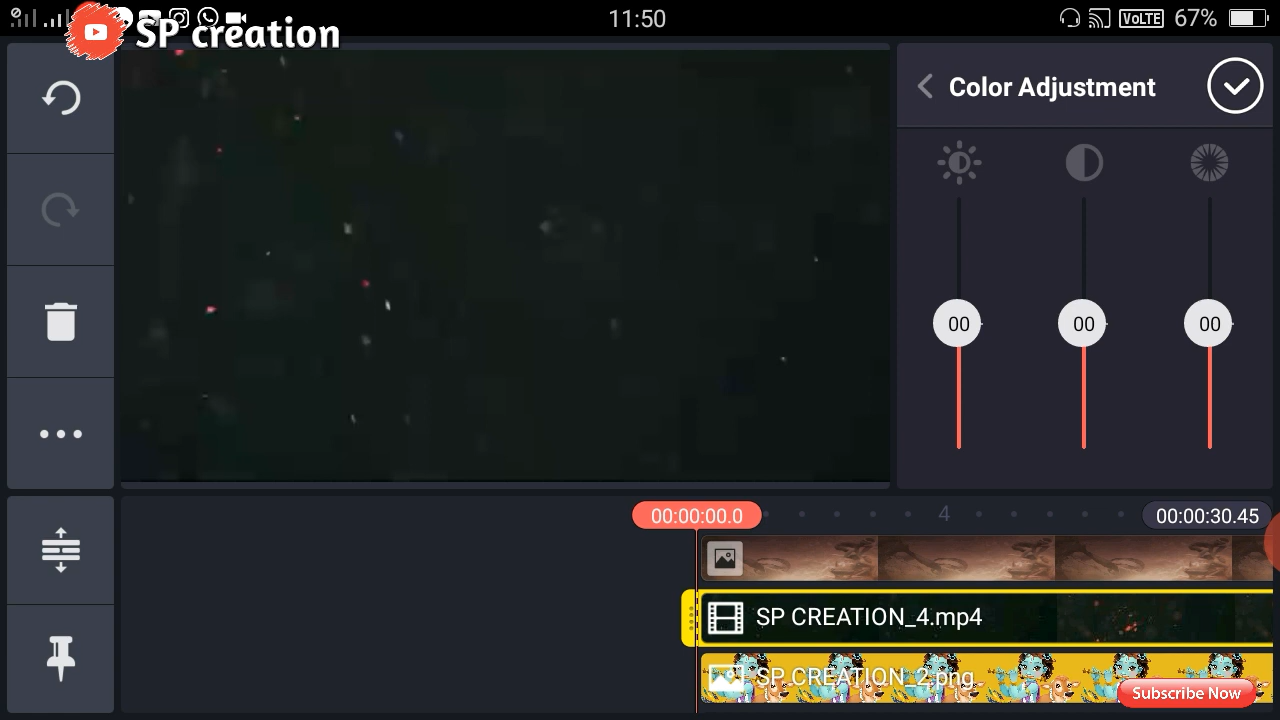 11:50
VoLTE
67%
SP creation
Color Adjustment
00
00
00
00:00:00.0
4
00:00:30.45
SP CREATION_4.mp4
SP CREATION_2.png
Subscribe Now